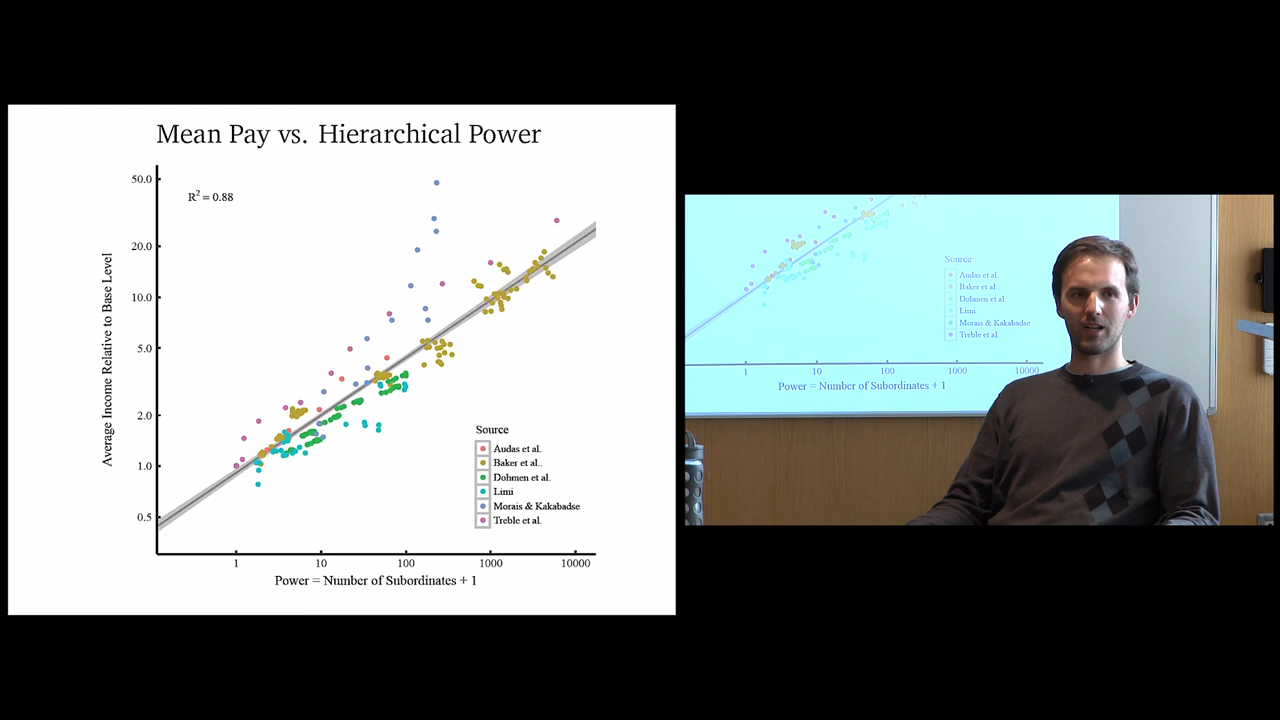 Mean Pay vs. Hierarchical Power
R² = 0.88
Average Income Relative to Base Level
50.0
20.0
10.0
5.0
2.0
1.0
0.5
Source
Audas et al.
Baker et al..
Dohmen et al.
Limi
Morais & Kakabadse
Treble et al.
1
10
100
1000
10000
Power = Number of Subordinates + 1
Source
Audas et al.
Baker et al..
Dohmen et al.
Limi
Morais & Kakabadse
Treble et al.
1
10
100
1000
10000
Power = Number of Subordinates + 1